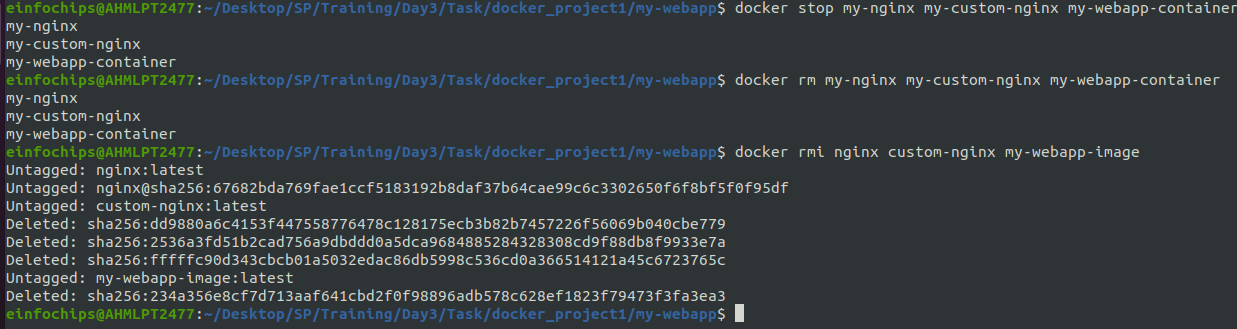 einfochips@AHMLPT2477:~/Desktop/SP/Training/Day3/Task/docker_project1/my-webapp$ docker stop my-nginx my-custom-nginx my-webapp-container
my-nginx
my-custom-nginx
my-webapp-container
einfochips@AHMLPT2477:~/Desktop/SP/Training/Day3/Task/docker_project1/my-webapp$ docker rm my-nginx my-custom-nginx my-webapp-container
my-nginx
my-custom-nginx
my-webapp-container
einfochips@AHMLPT2477:~/Desktop/SP/Training/Day3/Task/docker_project1/my-webapp$ docker rmi nginx custom-nginx my-webapp-image
Untagged: nginx:latest
Untagged: nginx@sha256:67682bda769fae1ccf5183192b8daf37b64cae99c6c3302650f6f8bf5f0f95df
Untagged: custom-nginx:latest
Deleted: sha256:dd9880a6c4153f447558776478c128175ecb3b82b7457226f56069b040cbe779
Deleted: sha256:2536a3fd51b2cad756a9dbddd0a5dca9684885284328308cd9f88db8f9933e7a
Deleted: sha256:fffffc90d343cbcb01a5032edac86db5998c536cd0a366514121a45c6723765c
Untagged: my-webapp-image:latest
Deleted: sha256:234a356e8cf7d713aaf641cbd2f0f98896adb578c628ef1823f79473f3fa3ea3
einfochips@AHMLPT2477:~/Desktop/SP/Training/Day3/Task/docker_project1/my-webapp$